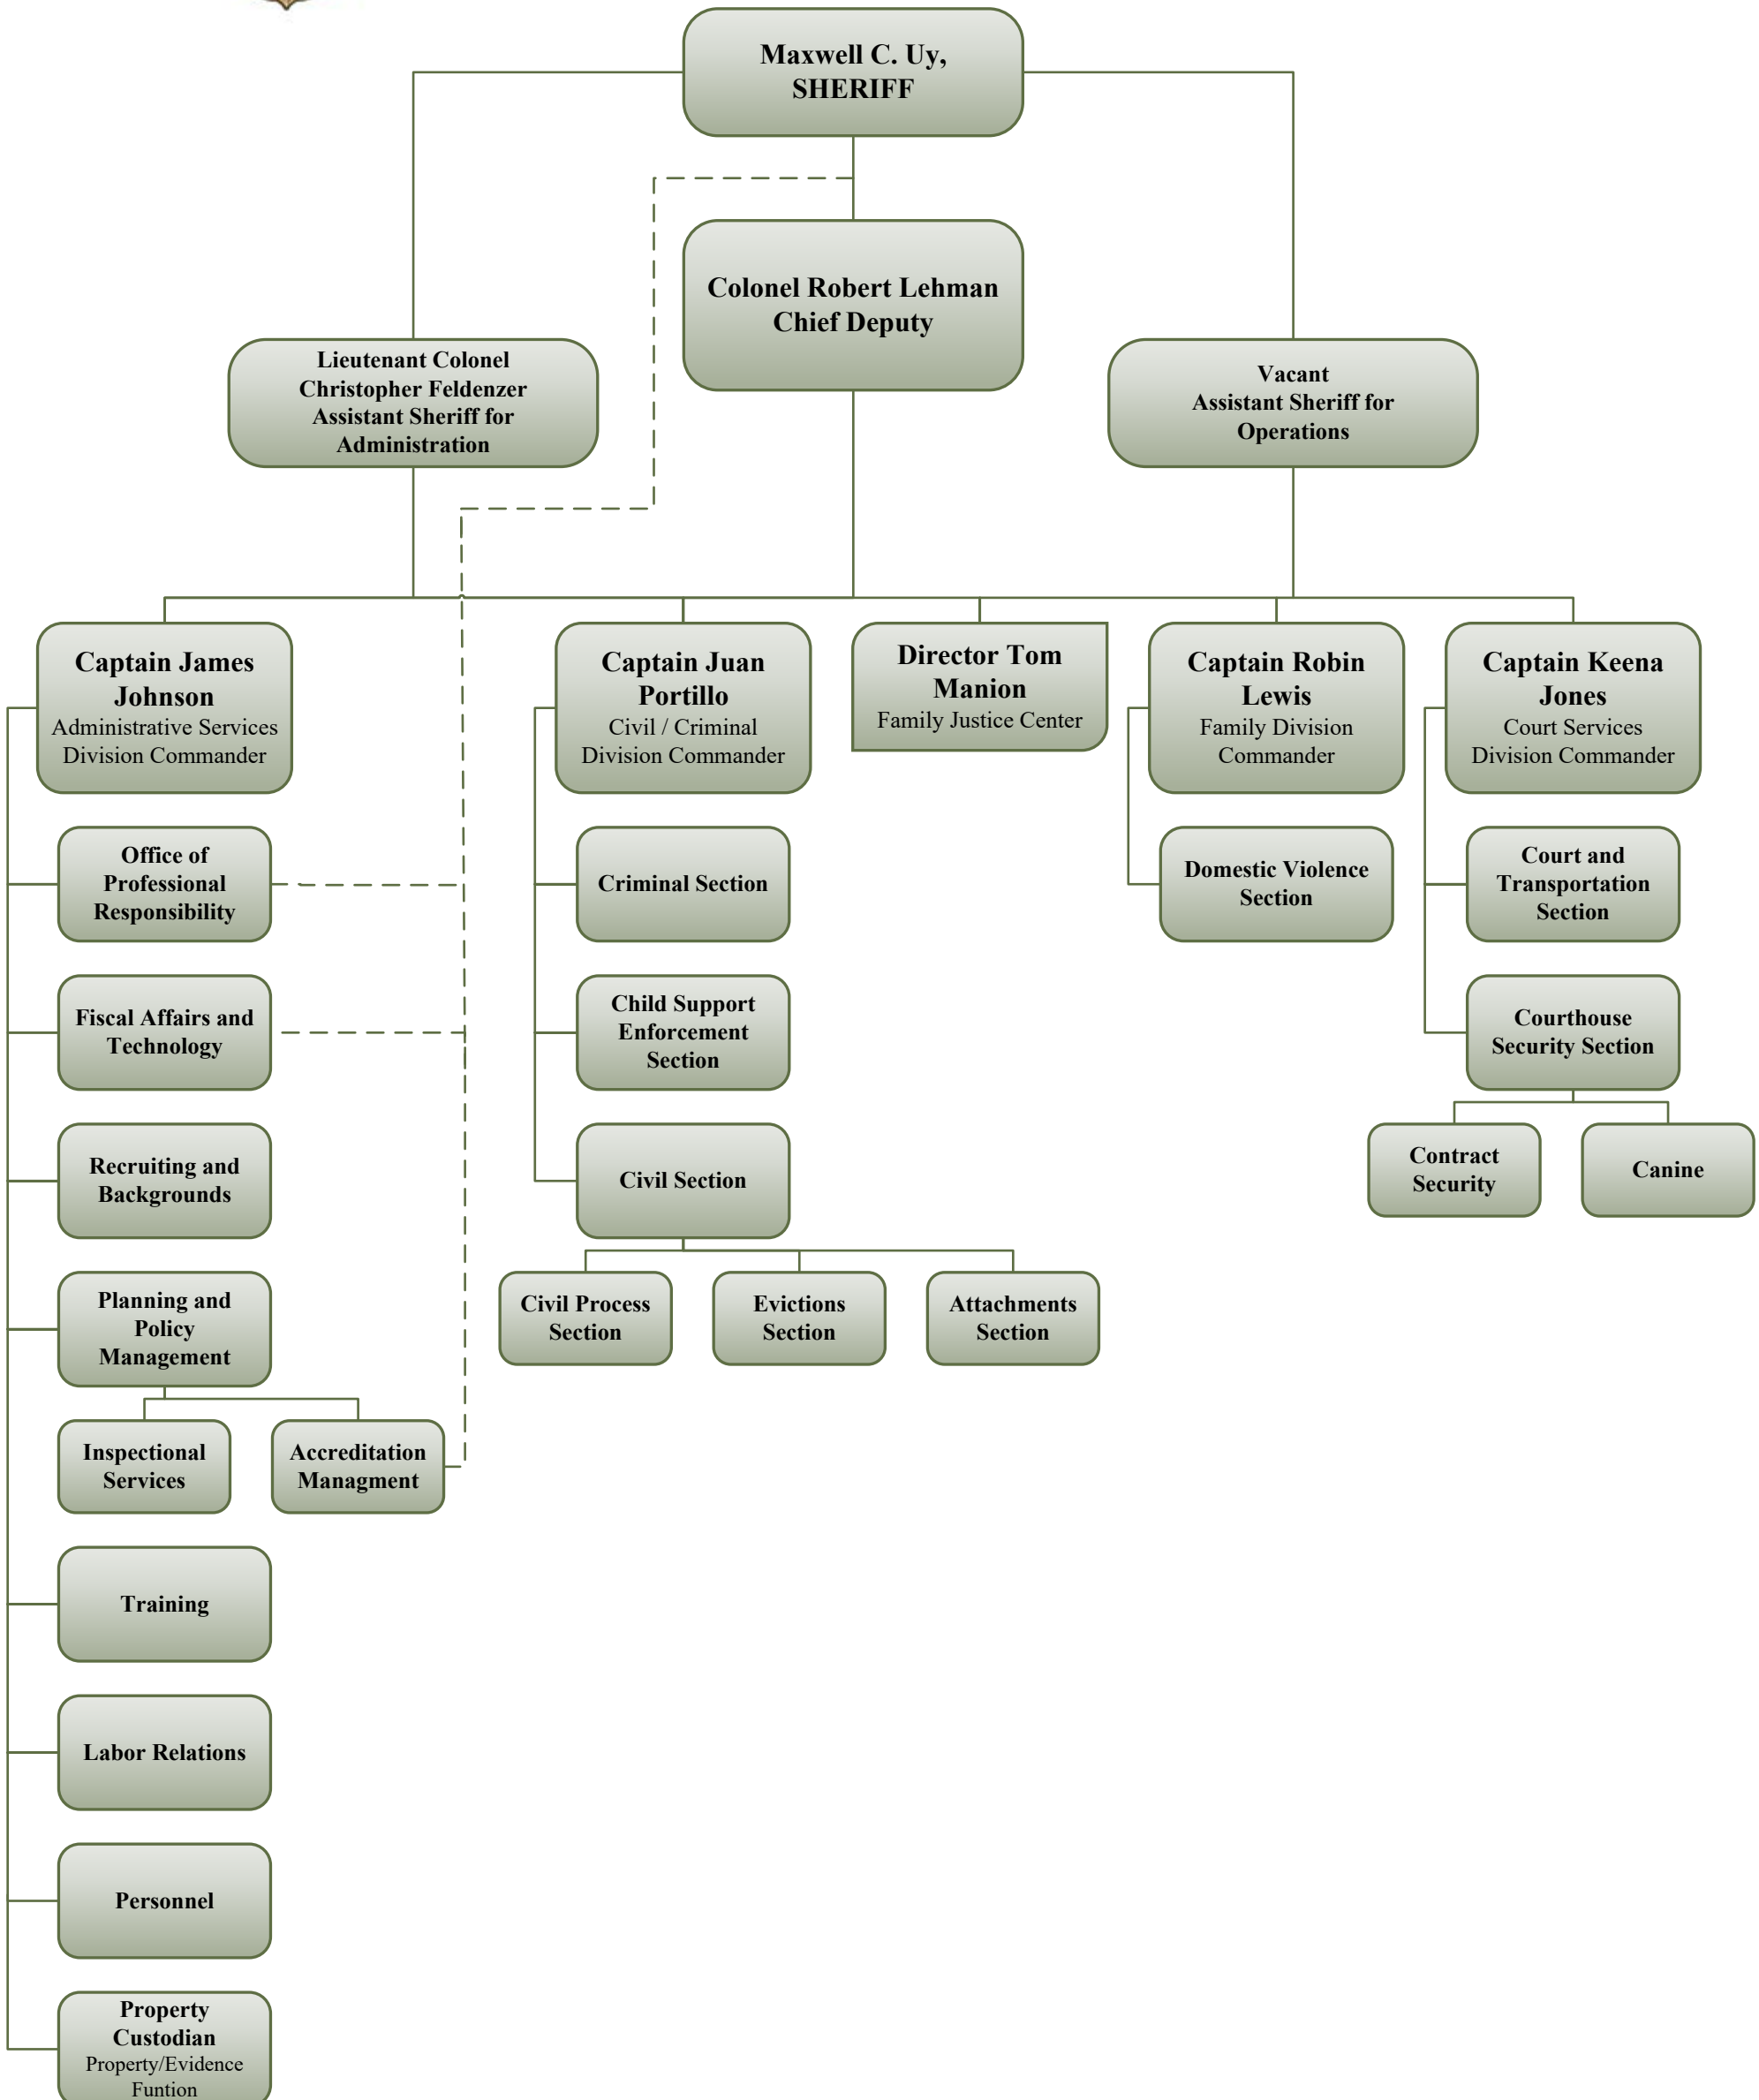 Maxwell C. Uy,
SHERIFF
Colonel Robert Lehman
Chief Deputy
Lieutenant Colonel
Christopher Feldenzer
Assistant Sheriff for
Administration
Vacant
Assistant Sheriff for
Operations
Captain James
Johnson
Administrative Services
Division Commander
Captain Juan
Portillo
Civil / Criminal
Division Commander
Director Tom
Manion
Family Justice Center
Captain Robin
Lewis
Family Division
Commander
Captain Keena
Jones
Court Services
Division Commander
Office of
Professional
Responsibility
Criminal Section
Domestic Violence
Section
Court and
Transportation
Section
Fiscal Affairs and
Technology
Child Support
Enforcement
Section
Courthouse
Security Section
Recruiting and
Backgrounds
Civil Section
Contract
Security
Canine
Planning and
Policy
Management
Civil Process
Section
Evictions
Section
Attachments
Section
Inspectional
Services
Accreditation
Managment
Training
Labor Relations
Personnel
Property
Custodian
Property/Evidence
Funtion